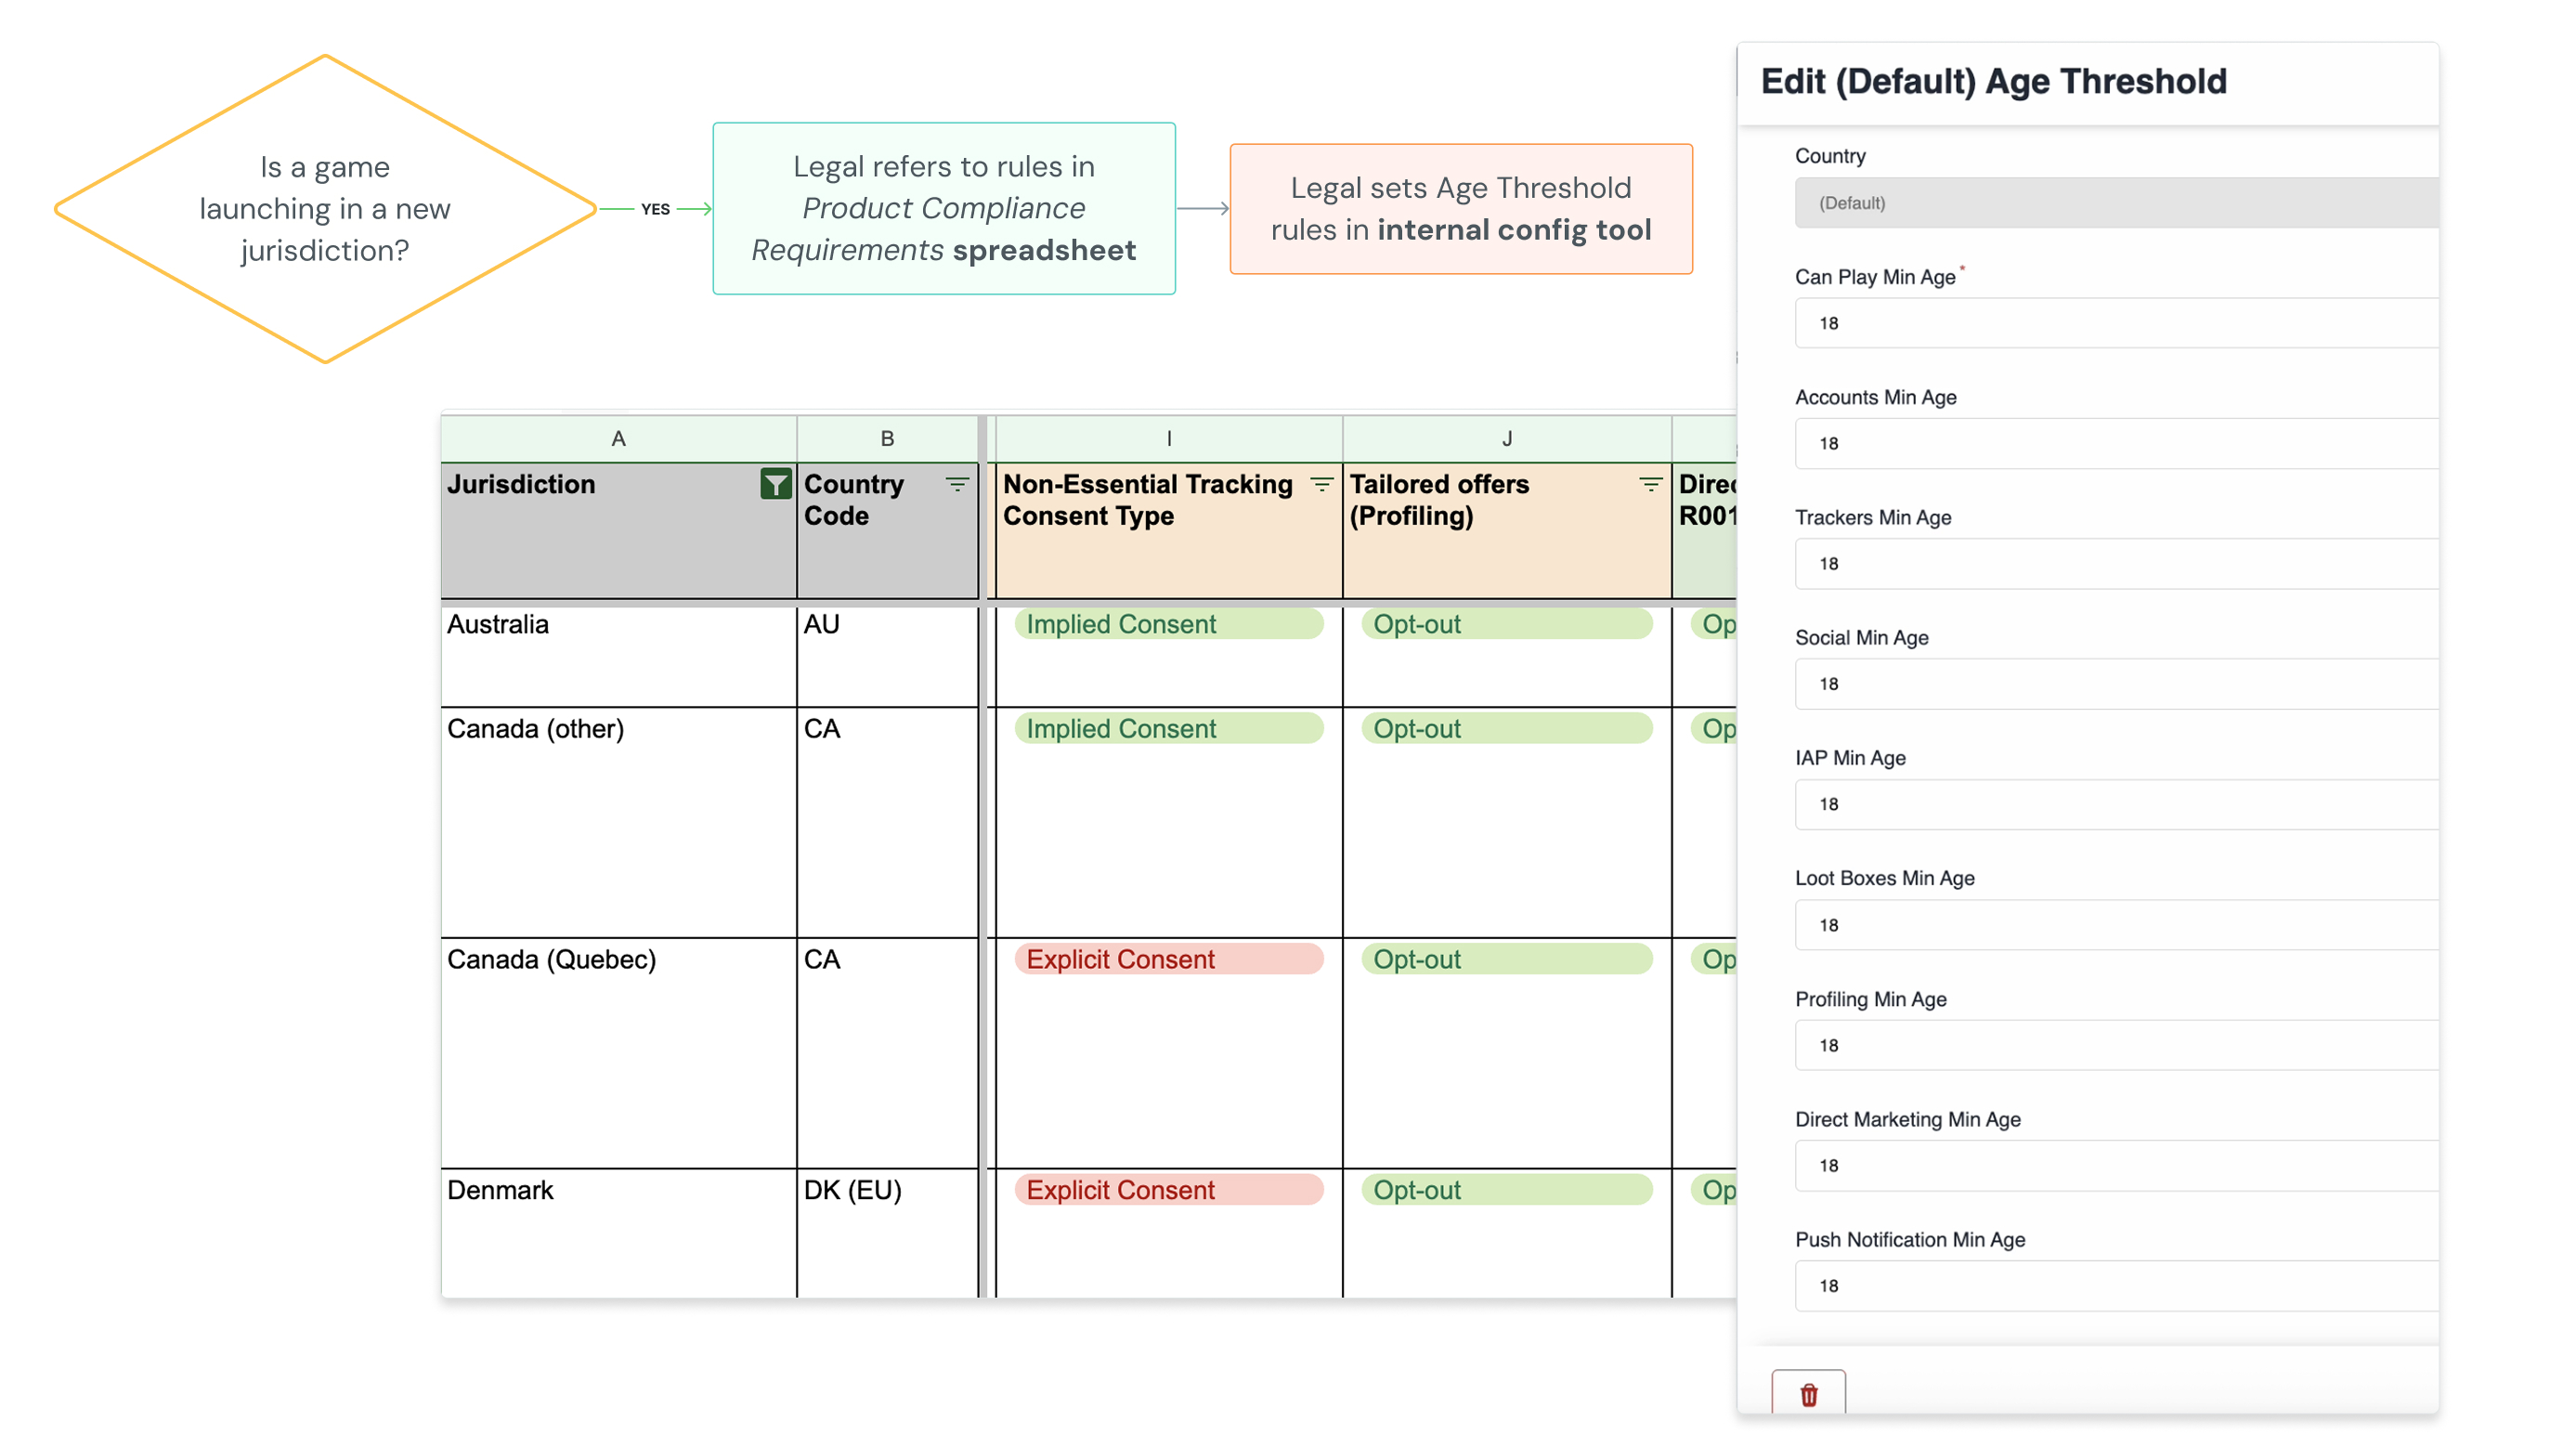 Is a game
launching in a new
jurisdiction?
YES
Legal refers to rules in
Product Compliance
Requirements spreadsheet
Legal sets Age Threshold
rules in internal config tool
A
B
I
J
Jurisdiction
Country
Code
Non-Essential Tracking
Consent Type
Tailored offers
(Profiling)
R001
Australia
AU
Implied Consent
Opt-out
Canada (other)
CA
Implied Consent
Opt-out
Canada (Quebec)
CA
Explicit Consent
Opt-out
Denmark
DK (EU)
Explicit Consent
Opt-out
Edit (Default) Age Threshold
Country
(Default)
Can Play Min Age*
18
Accounts Min Age
18
Trackers Min Age
18
Social Min Age
18
IAP Min Age
18
Loot Boxes Min Age
18
Profiling Min Age
18
Direct Marketing Min Age
18
Push Notification Min Age
18